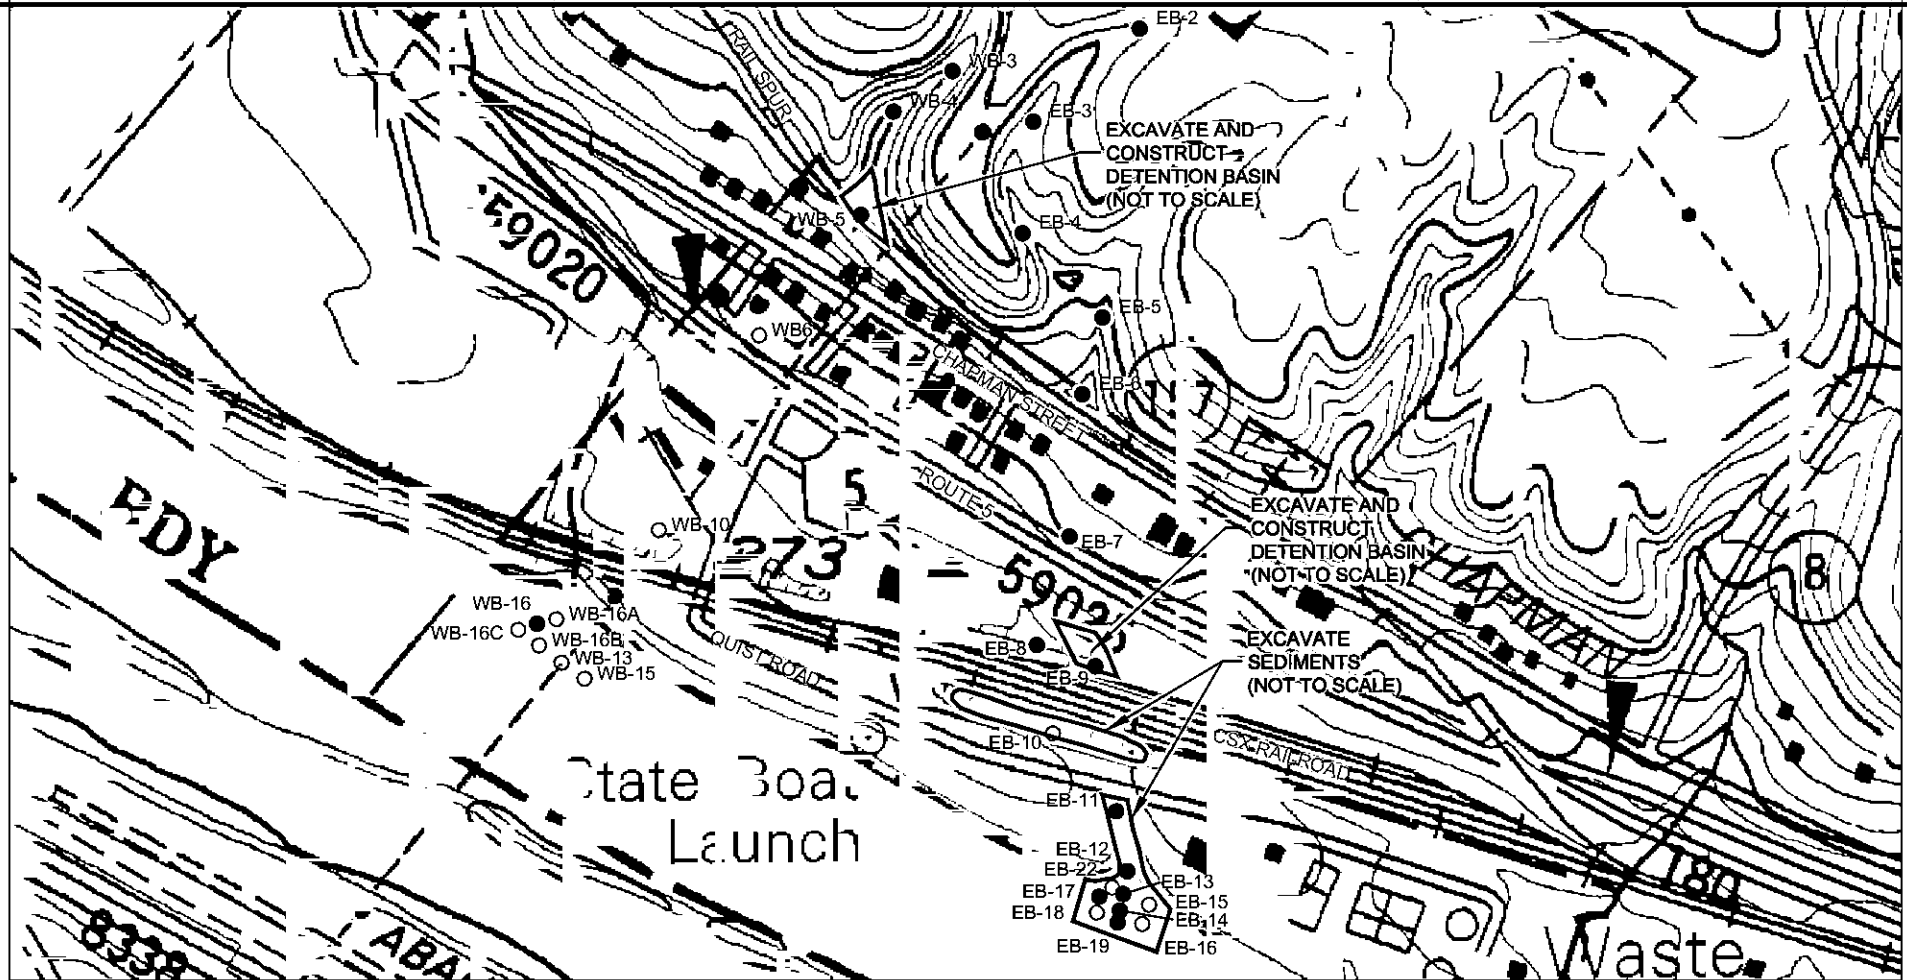 EB-2
RAIL SPUR
WB-3
WB-4
EB-3
EXCAVATE AND
CONSTRUCT
DETENTION BASIN
(NOT TO SCALE)
WB-5
EB-4
59020
EB-5
WB6
CHAPMAN STREET
EB-6
5
ROUTE 5
EXCAVATE AND
CONSTRUCT
DETENTION BASIN
(NOT TO SCALE)
WB-10
273
EB-7
CHAPMAN
8
WB-16
WB-16A
WB-16C
WB-16B
WB-13
WB-15
QUIST ROAD
EB-8
EB-9
EXCAVATE
SEDIMENTS
(NOT TO SCALE)
EB-10
CSX RAILROAD
State Boat
Launch
EB-11
EB-12
EB-22
EB-17
EB-13
EB-15
EB-18
EB-14
EB-19
EB-16
180
8338
Waste